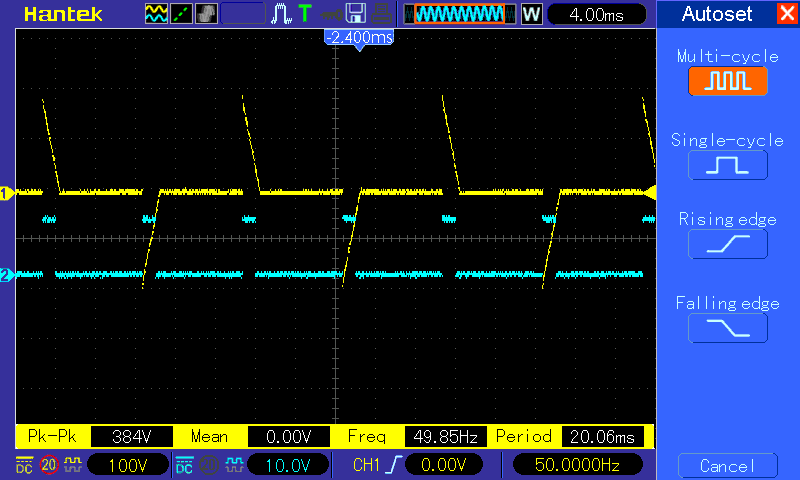 Hantek T W 4.00ms Autoset
-2.400ms
Multi-cycle
Single-cycle
1
Rising edge
2
Falling edge
Pk-Pk 384V Mean 0.00V Freq 49.85Hz Period 20.06ms
DC 20 100V DC 20 10.0V CH1 0.00V 50.0000Hz Cancel